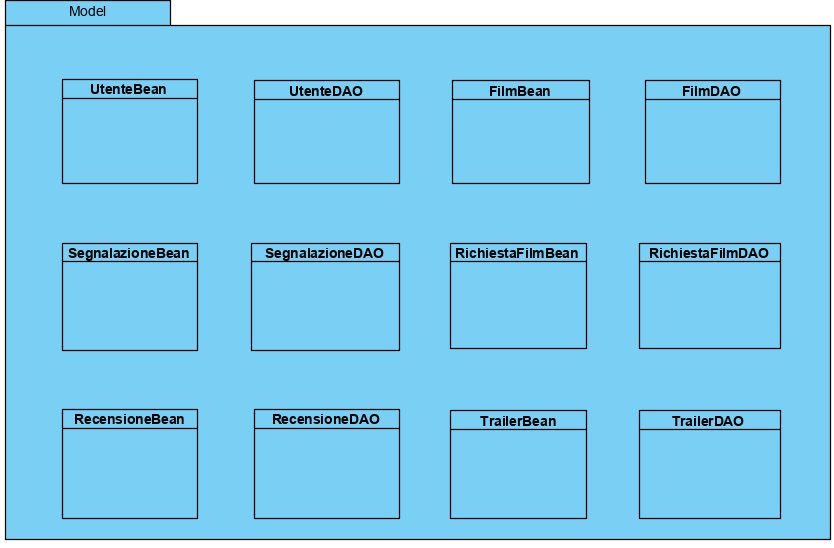 Model
UtenteBean
UtenteDAO
FilmBean
FilmDAO
SegnalazioneBean
SegnalazioneDAO
RichiestaFilmBean
RichiestaFilmDAO
RecensioneBean
RecensioneDAO
TrailerBean
TrailerDAO